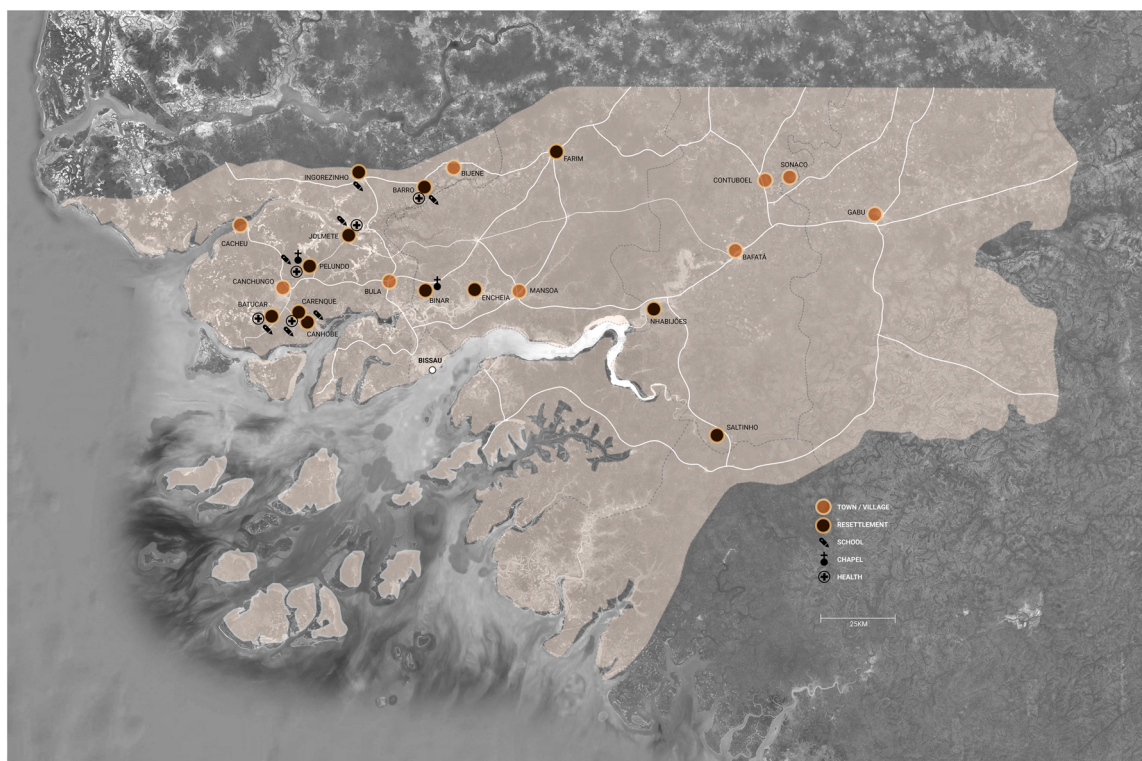 FARIM
INGOREZINHO
BIJENE
BARRO
SONACO
CONTUBOEL
GABU
CACHEU
JOLMETE
BAFATÁ
PELUNDO
CANCHUNGO
BULA
BINAR
ENCHEIA
MANSOA
BATUCAR
CARENQUE
CANHOBE
NHABIJÕES
BISSAU
SALTINHO
TOWN / VILLAGE
RESETTLEMENT
SCHOOL
CHAPEL
HEALTH
25KM